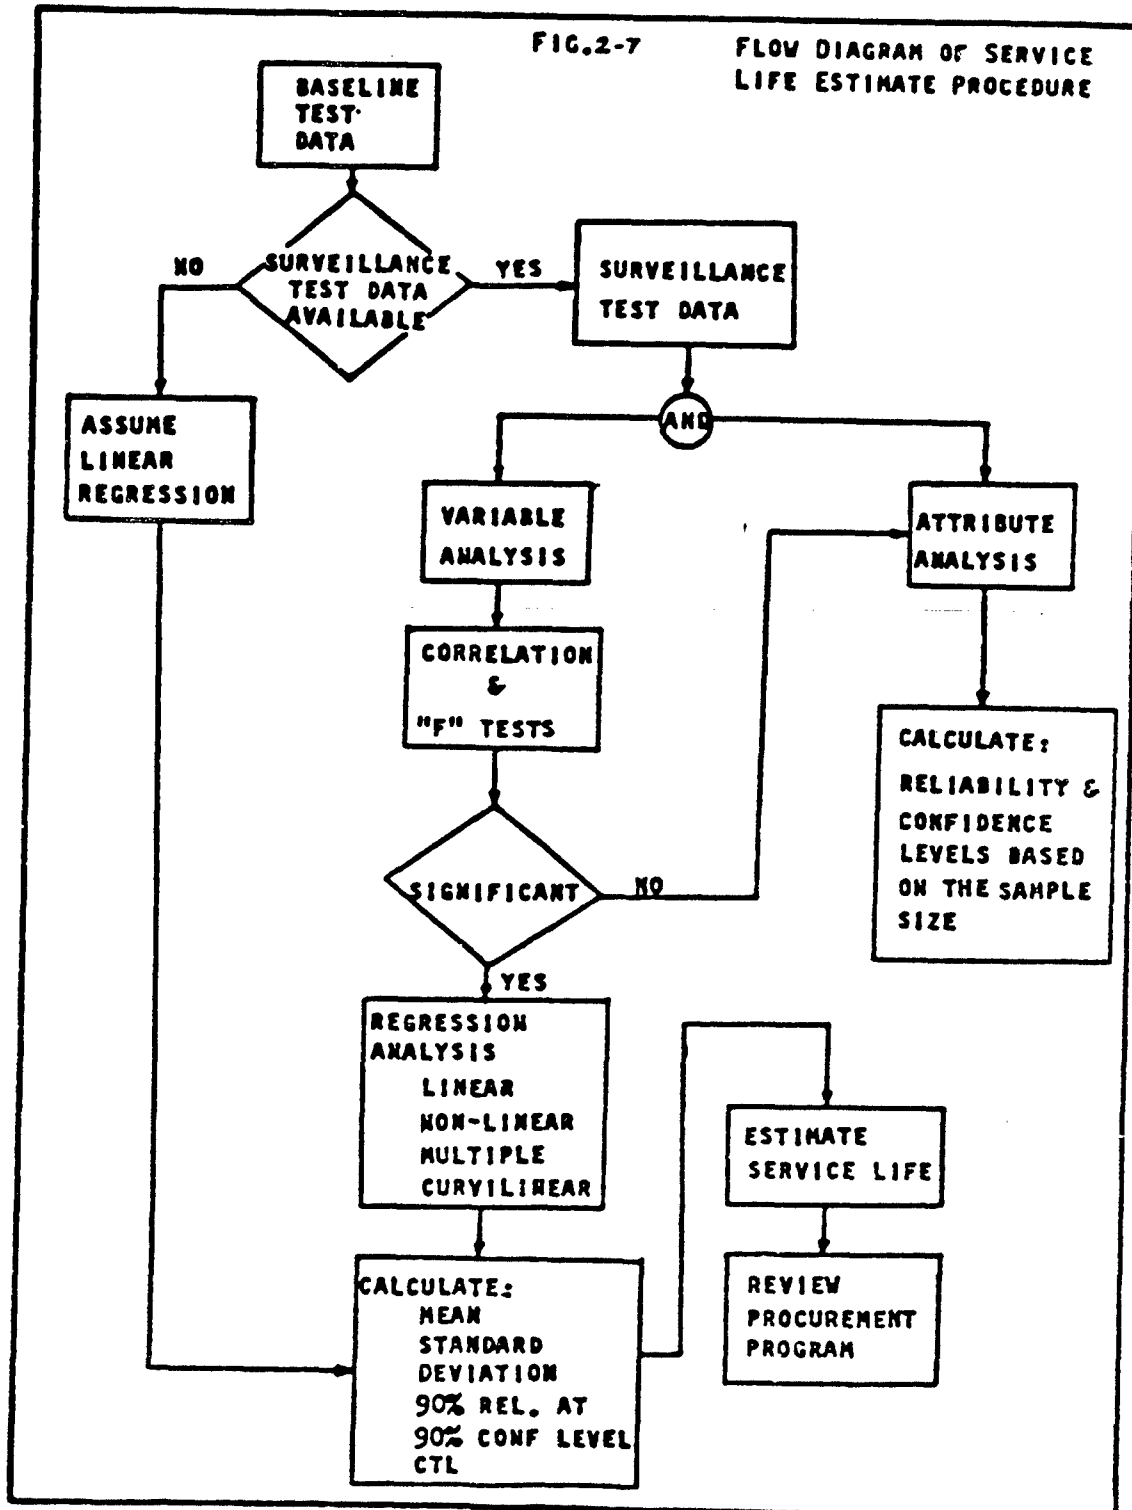 FIG.2-7
FLOW DIAGRAM OF SERVICE
LIFE ESTIMATE PROCEDURE
BASELINE
TEST
DATA
SURVEILLANCE
TEST DATA
AVAILABLE
NO
YES
SURVEILLANCE
TEST DATA
AND
ASSUME
LINEAR
REGRESSION
VARIABLE
ANALYSIS
ATTRIBUTE
ANALYSIS
CORRELATION
&
"F" TESTS
CALCULATE:
RELIABILITY &
CONFIDENCE
LEVELS BASED
ON THE SAMPLE
SIZE
SIGNIFICANT
NO
YES
REGRESSION
ANALYSIS
LINEAR
NON-LINEAR
MULTIPLE
CURVILINEAR
ESTIMATE
SERVICE LIFE
CALCULATE:
MEAN
STANDARD
DEVIATION
90% REL. AT
90% CONF LEVEL
CTL
REVIEW
PROCUREMENT
PROGRAM